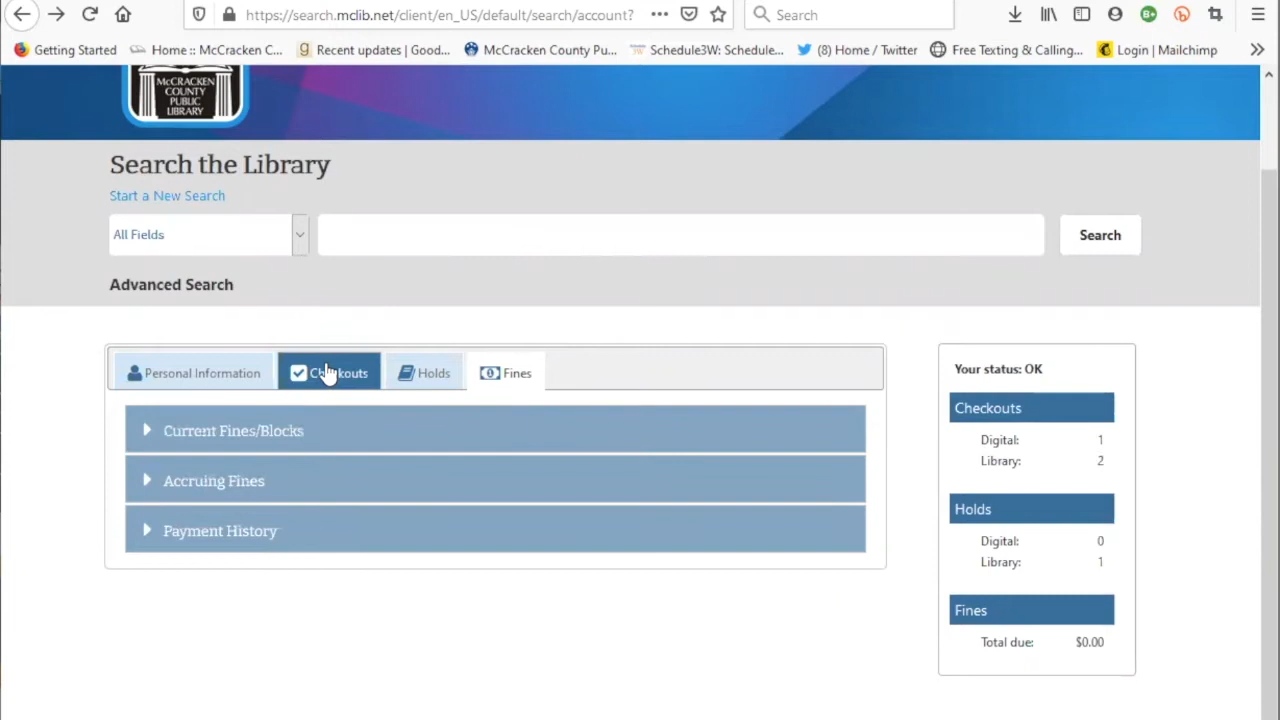 https://search.mclib.net/client/en_US/default/search/account?
Search
Getting Started
Home :: McCracken C...
Recent updates | Good...
McCracken County Pu...
Schedule3W: Schedule...
(8) Home / Twitter
Free Texting & Calling...
Login | Mailchimp
McCRACKEN
COUNTY
PUBLIC
LIBRARY
Search the Library
Start a New Search
All Fields
Search
Advanced Search
Personal Information
Checkouts
Holds
Fines
Current Fines/Blocks
Accruing Fines
Payment History
Your status: OK
Checkouts
Digital: 1
Library: 2
Holds
Digital: 0
Library: 1
Fines
Total due: $0.00